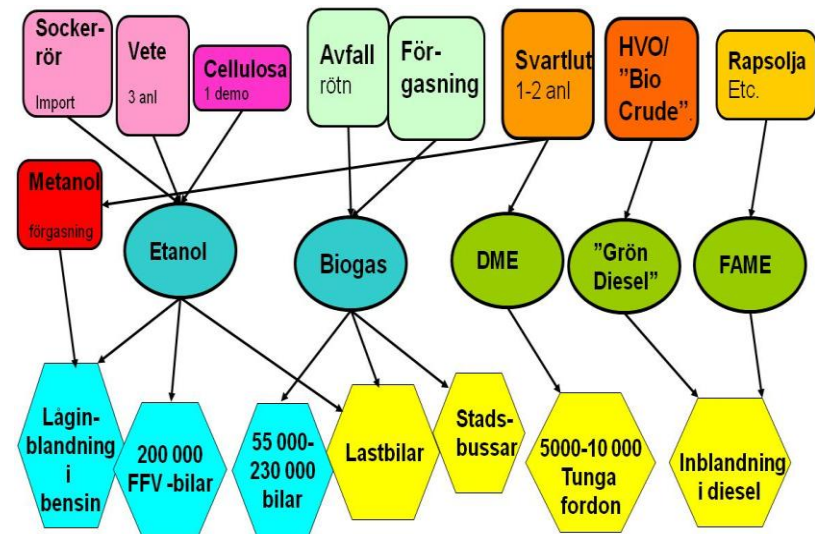 Socker-
rör
Import
Vete
3 anl
Cellulosa
1 demo
Avfall
rötn
För-
gasning
Svartlut
1-2 anl
HVO/
”Bio
Crude”.
Rapsolja
Etc.
Metanol
förgasning
Etanol
Biogas
DME
”Grön
Diesel”
FAME
Lågin-
blandning
i
bensin
200 000
FFV -bilar
55 000-
230 000
bilar
Lastbilar
Stads-
bussar
5000-10 000
Tunga
fordon
Inblandning
i diesel